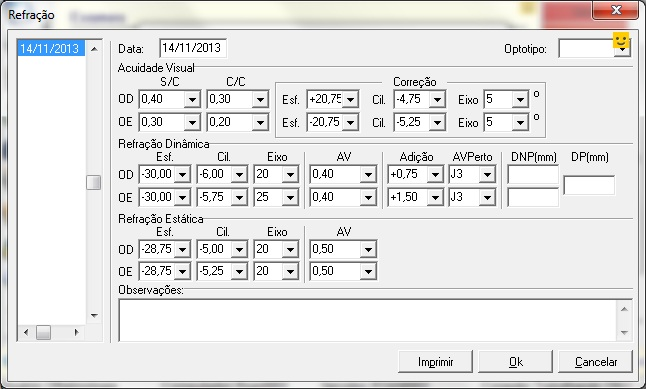 Refração
14/11/2013
Data: 14/11/2013 Optotipo:
Acuidade Visual
S/C C/C Correção
OD 0,40 0,30 Esf. +20,75 Cil. -4,75 Eixo 5 º
OE 0,30 0,20 Esf. -20,75 Cil. -5,25 Eixo 5 º
Refração Dinâmica
Esf. Cil. Eixo AV Adição AVPerto DNP(mm) DP(mm)
OD -30,00 -6,00 20 0,40 +0,75 J3
OE -30,00 -5,75 25 0,40 +1,50 J3
Refração Estática
Esf. Cil. Eixo AV
OD -28,75 -5,00 20 0,50
OE -28,75 -5,25 20 0,50
Observações:
Imprimir Ok Cancelar